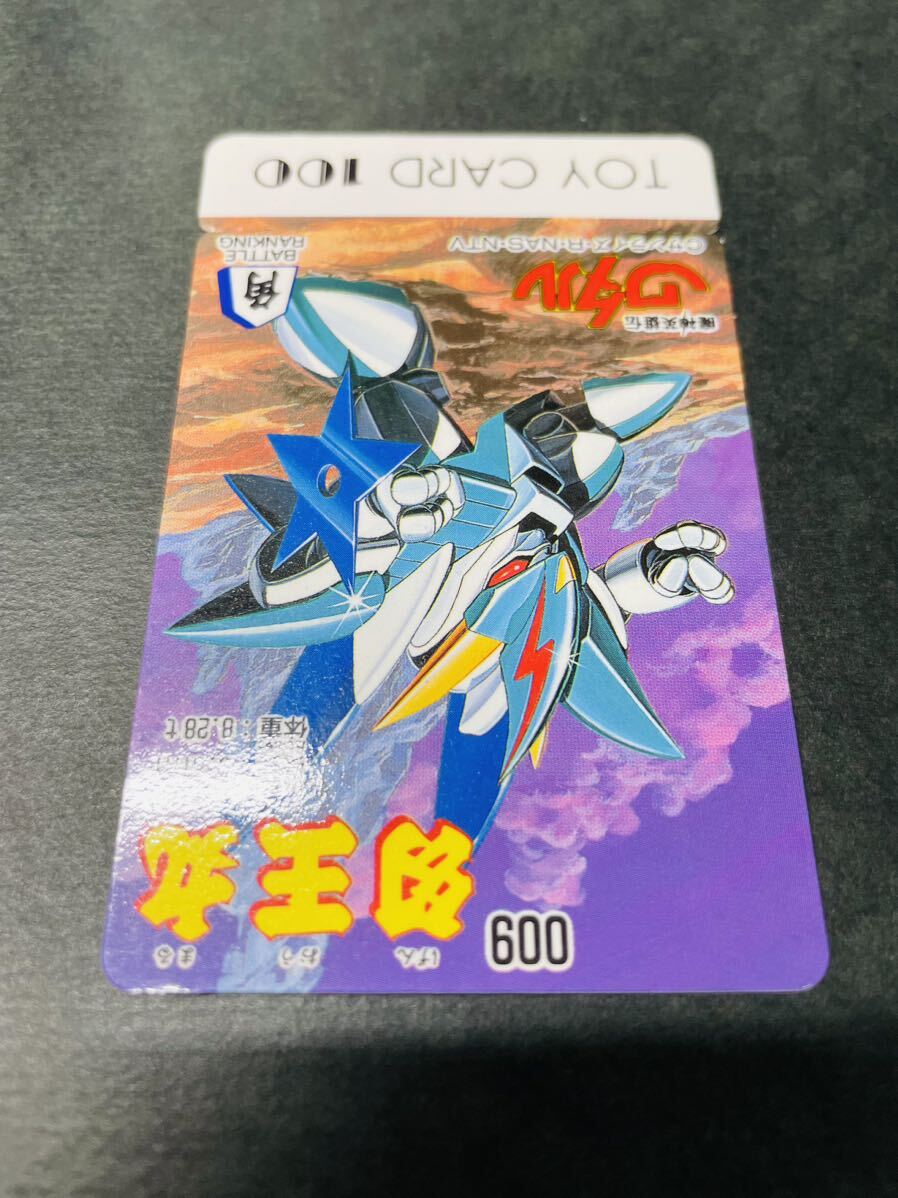 009
げん おう まる
幻王丸
体重:8.28t
魔神英雄伝
ワタル
角
BATTLE
RANKING
©サンライズ・R・NAS・NTV
TOY CARD 100